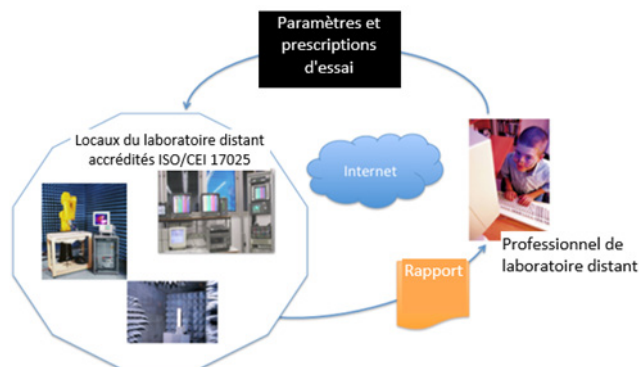 Paramètres et
prescriptions
d'essai
Locaux du laboratoire distant
accrédités ISO/CEI 17025
Internet
Professionnel de
laboratoire distant
Rapport